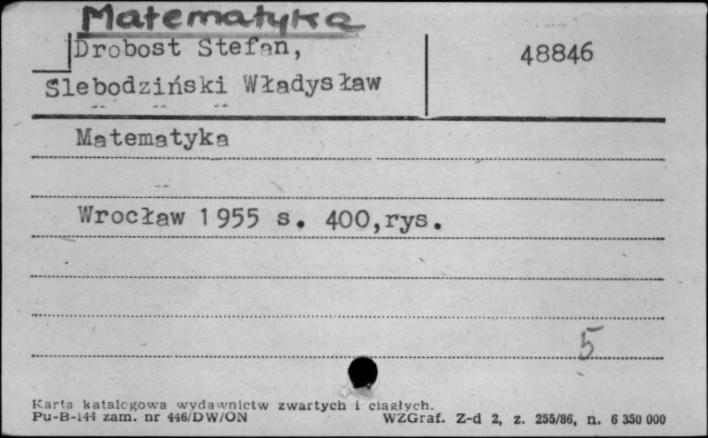 Matematyka
Drobost Stefan,
48846
Slebodziński Władysław
Matematyka
Wrocław 1955 s. 400,rys.
5
Karta katalogowa wydawnictw zwartych i ciągłych.
Pu-B-144 zam. nr 446/DW/ON
WZGraf. Z-d 2, z. 255/86, n. 6 350 000